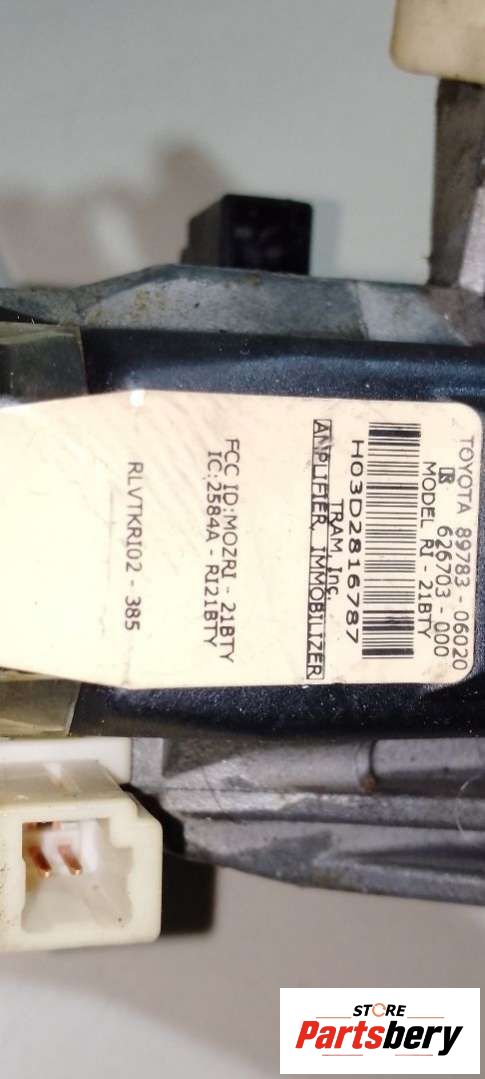 TOYOTA 89783 - 06020
626703 - 000
MODEL RI - 21BTY
H03D2816787
TRAM Inc.
AMPLIFIER, IMMOBILIZER
FCC ID:MOZRI - 21BTY
IC:2584A - RI21BTY
RLVTKRI02 - 385
STORE
Partsbery